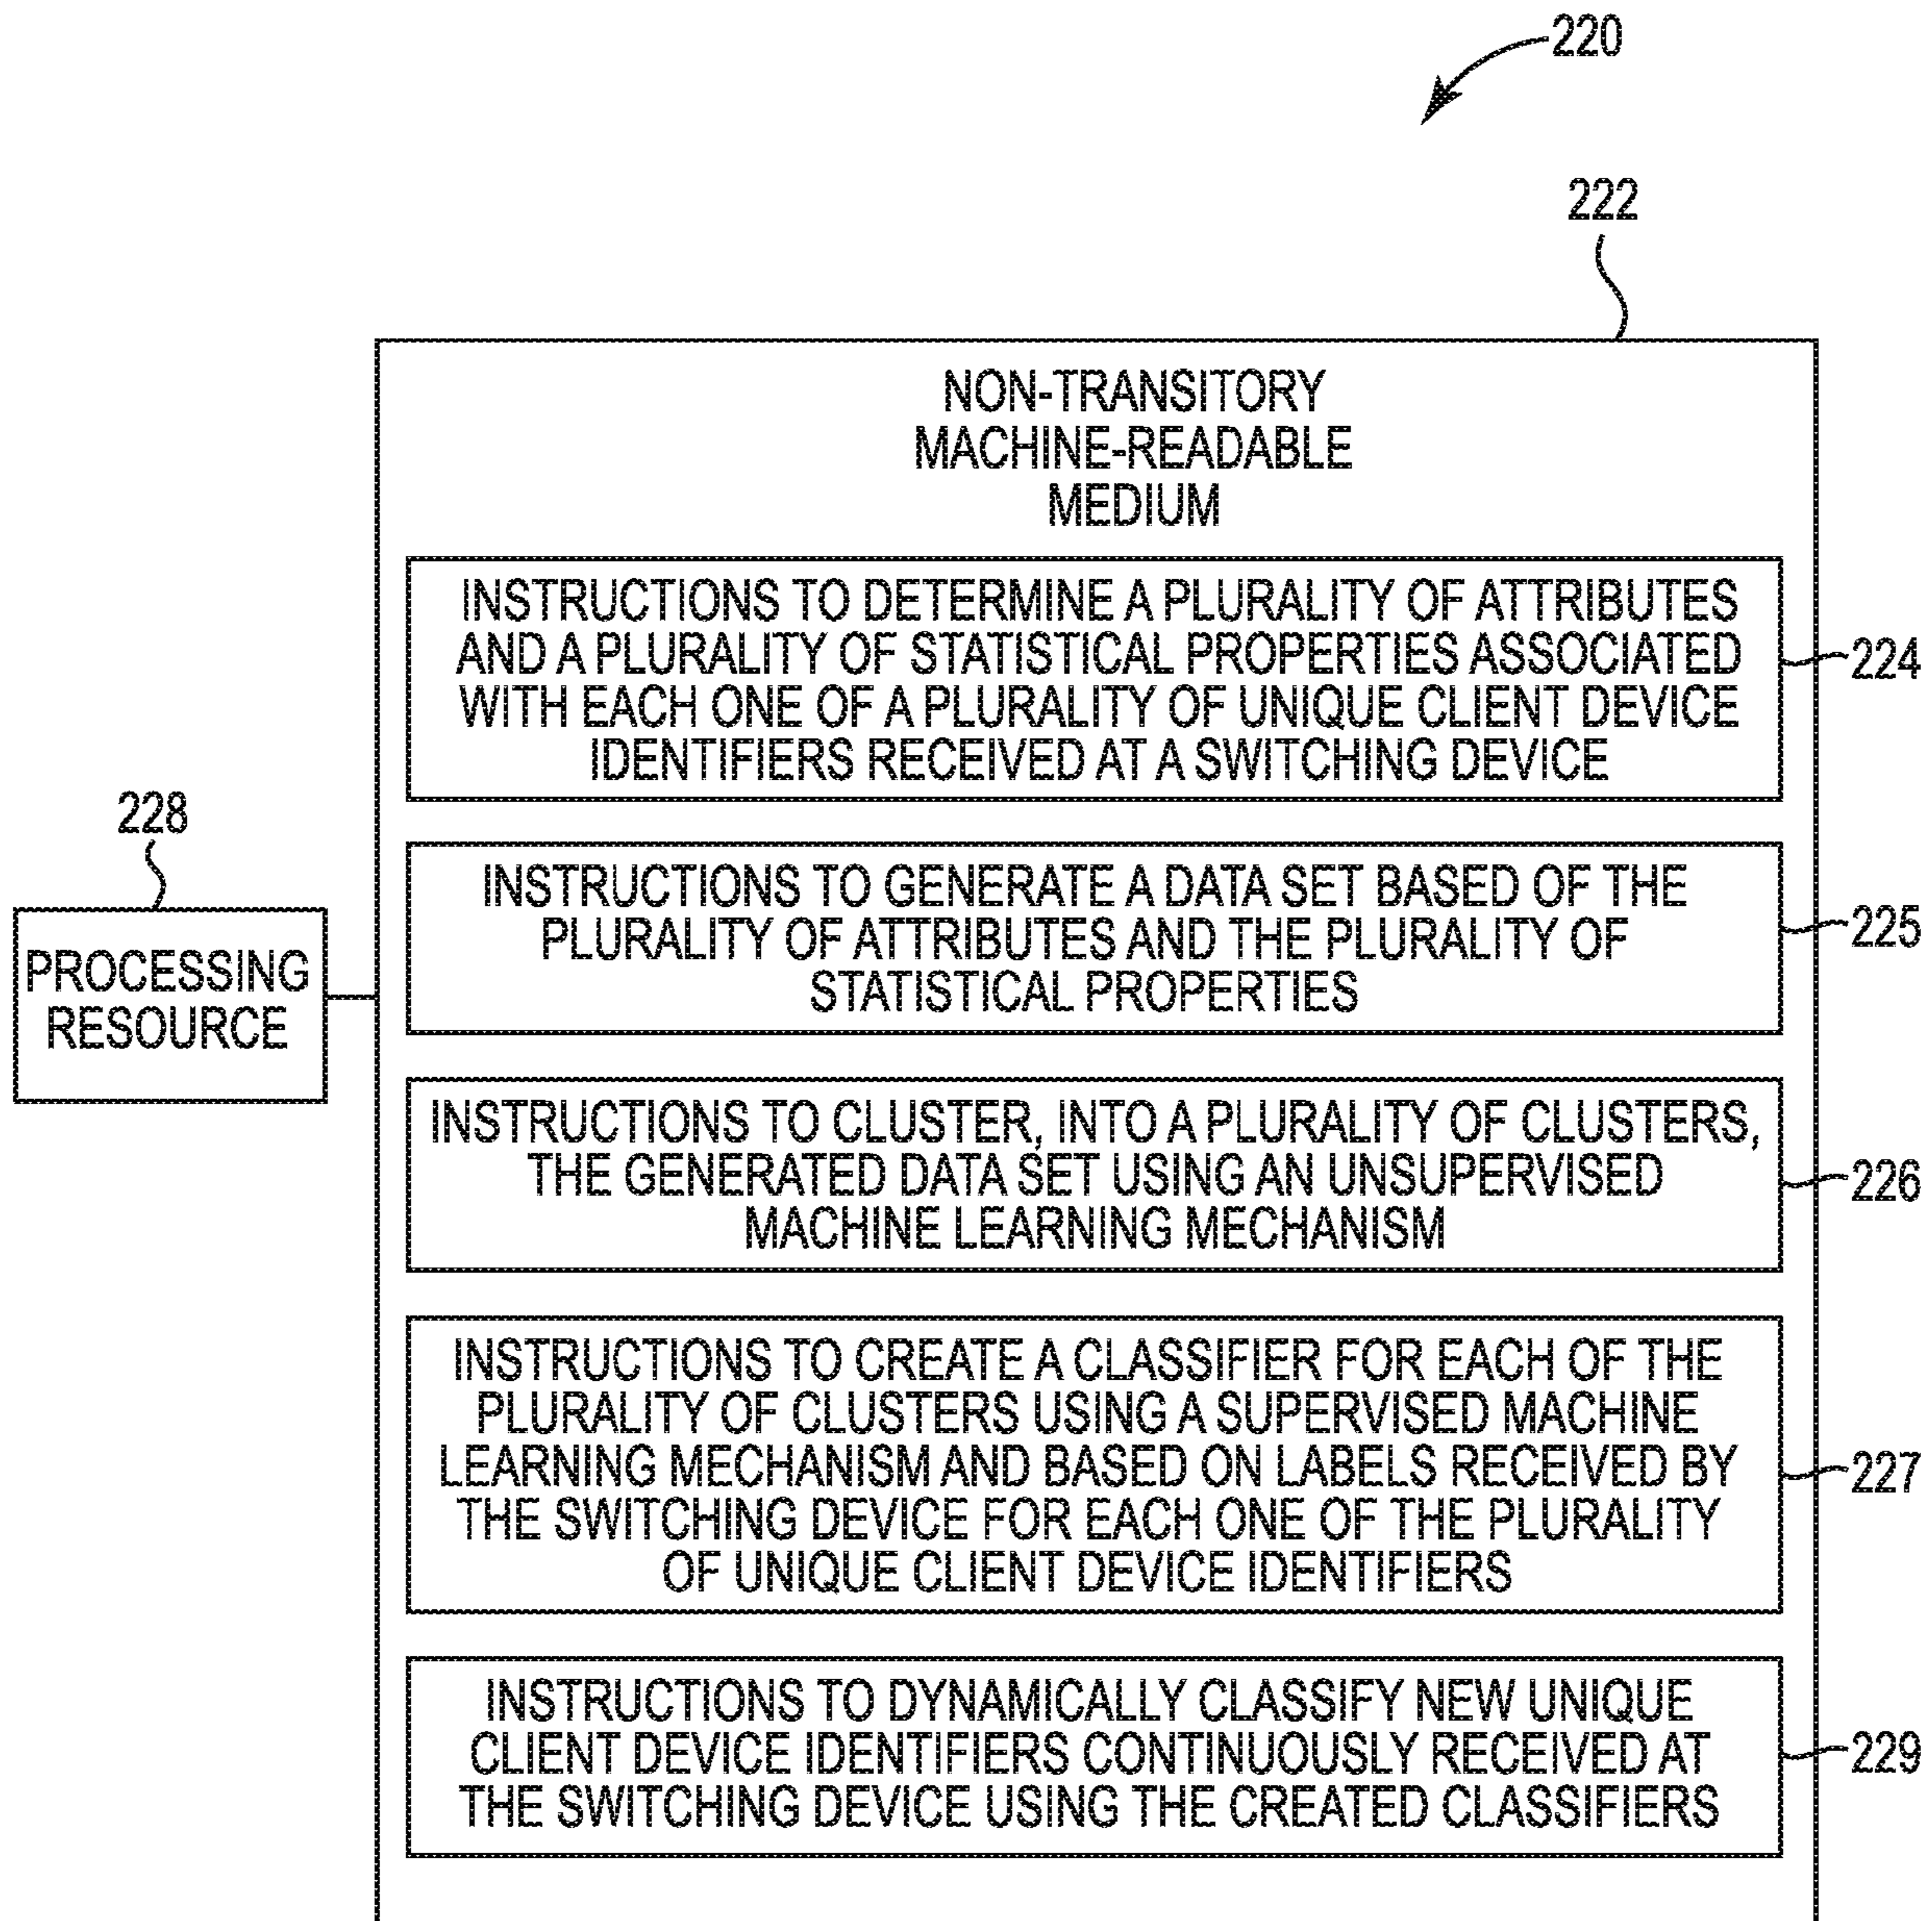 220
222
NON-TRANSITORY
MACHINE-READABLE
MEDIUM
INSTRUCTIONS TO DETERMINE A PLURALITY OF ATTRIBUTES
AND A PLURALITY OF STATISTICAL PROPERTIES ASSOCIATED
WITH EACH ONE OF A PLURALITY OF UNIQUE CLIENT DEVICE
IDENTIFIERS RECEIVED AT A SWITCHING DEVICE
224
228
PROCESSING
RESOURCE
INSTRUCTIONS TO GENERATE A DATA SET BASED OF THE
PLURALITY OF ATTRIBUTES AND THE PLURALITY OF
STATISTICAL PROPERTIES
225
INSTRUCTIONS TO CLUSTER, INTO A PLURALITY OF CLUSTERS,
THE GENERATED DATA SET USING AN UNSUPERVISED
MACHINE LEARNING MECHANISM
226
INSTRUCTIONS TO CREATE A CLASSIFIER FOR EACH OF THE
PLURALITY OF CLUSTERS USING A SUPERVISED MACHINE
LEARNING MECHANISM AND BASED ON LABELS RECEIVED BY
THE SWITCHING DEVICE FOR EACH ONE OF THE PLURALITY
OF UNIQUE CLIENT DEVICE IDENTIFIERS
227
INSTRUCTIONS TO DYNAMICALLY CLASSIFY NEW UNIQUE
CLIENT DEVICE IDENTIFIERS CONTINUOUSLY RECEIVED AT
THE SWITCHING DEVICE USING THE CREATED CLASSIFIERS
229